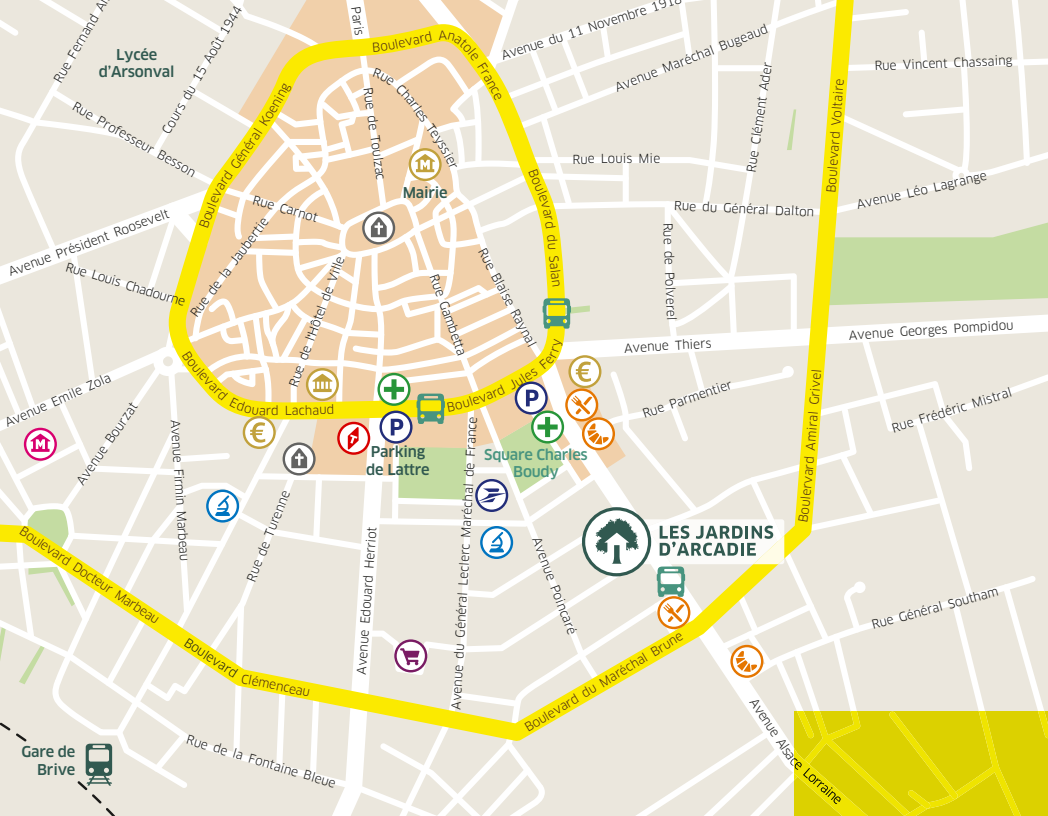 Rue Fernand
Lycée
d'Arsonval
Cours du 15 Août 1944
Paris
Boulevard Anatole France
Avenue du 11 Novembre 1918
Avenue Maréchal Bugeaud
Rue Clément Ader
Rue Vincent Chassaing
Boulevard Voltaire
Rue Professeur Besson
Boulevard Général Koening
Rue de Toulzac
Rue Charles Teyssier
M
Mairie
Rue Louis Mie
Boulevard du Salan
Avenue Léo Lagrange
Rue du Général Dalton
Avenue Président Roosevelt
Rue Carnot
Rue Louis Chadourne
Rue de la Jaubertie
Rue de l'Hôtel de Ville
Rue Gambetta
Rue Blaise Raynal
Rue de Polverel
Avenue Thiers
Avenue Georges Pompidou
Avenue Emile Zola
Boulevard Edouard Lachaud
Boulevard Jules Ferry
€
P
Rue Parmentier
Boulervard Amiral Grivel
Rue Frédéric Mistral
M
Avenue Bourzat
Avenue Firmin Marbeau
€
P
Parking
de Lattre
Square Charles
Boudy
Rue de Turenne
Avenue Edouard Herriot
Avenue du Général Leclerc Maréchal de France
Avenue Poincaré
LES JARDINS
D'ARCADIE
Boulevard Docteur Marbeau
Boulevard Clémenceau
Boulevard du Maréchal Brune
Rue Général Southam
Avenue Alsace Lorraine
Gare de
Brive
Rue de la Fontaine Bleue